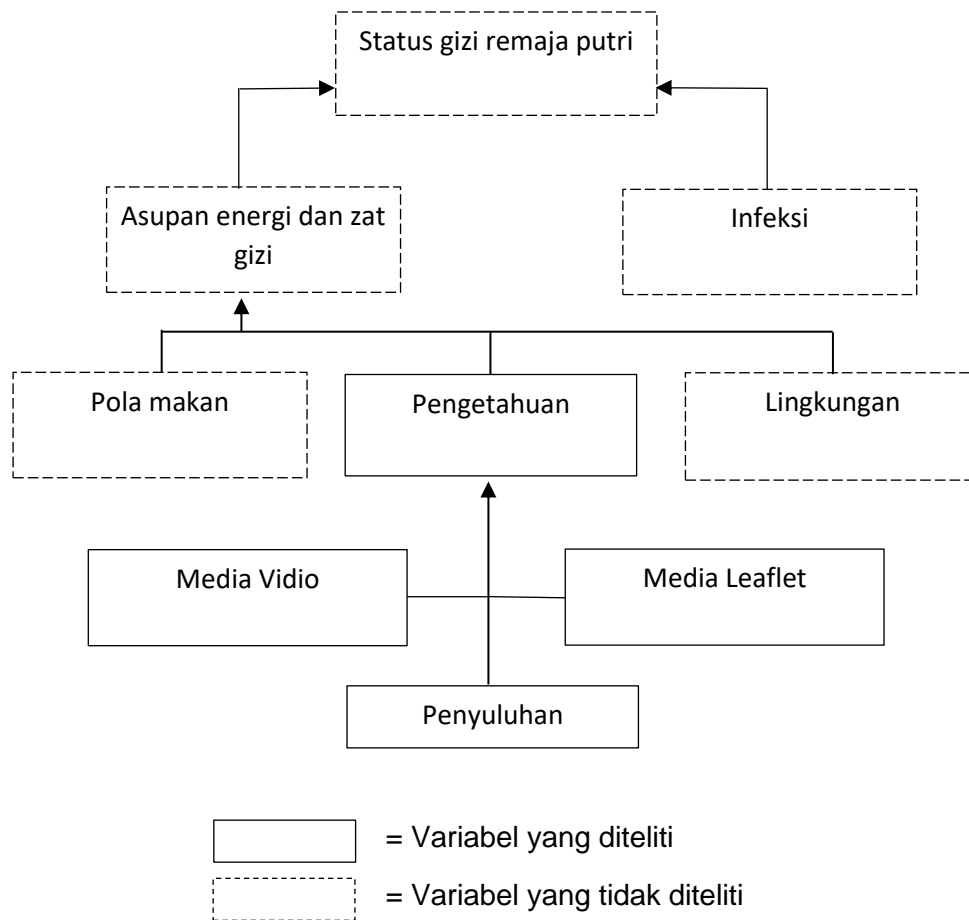 Status gizi remaja putri
Asupan energi dan zat
gizi
Infeksi
Pola makan
Pengetahuan
Lingkungan
Media Vidio
Media Leaflet
Penyuluhan
= Variabel yang diteliti
= Variabel yang tidak diteliti